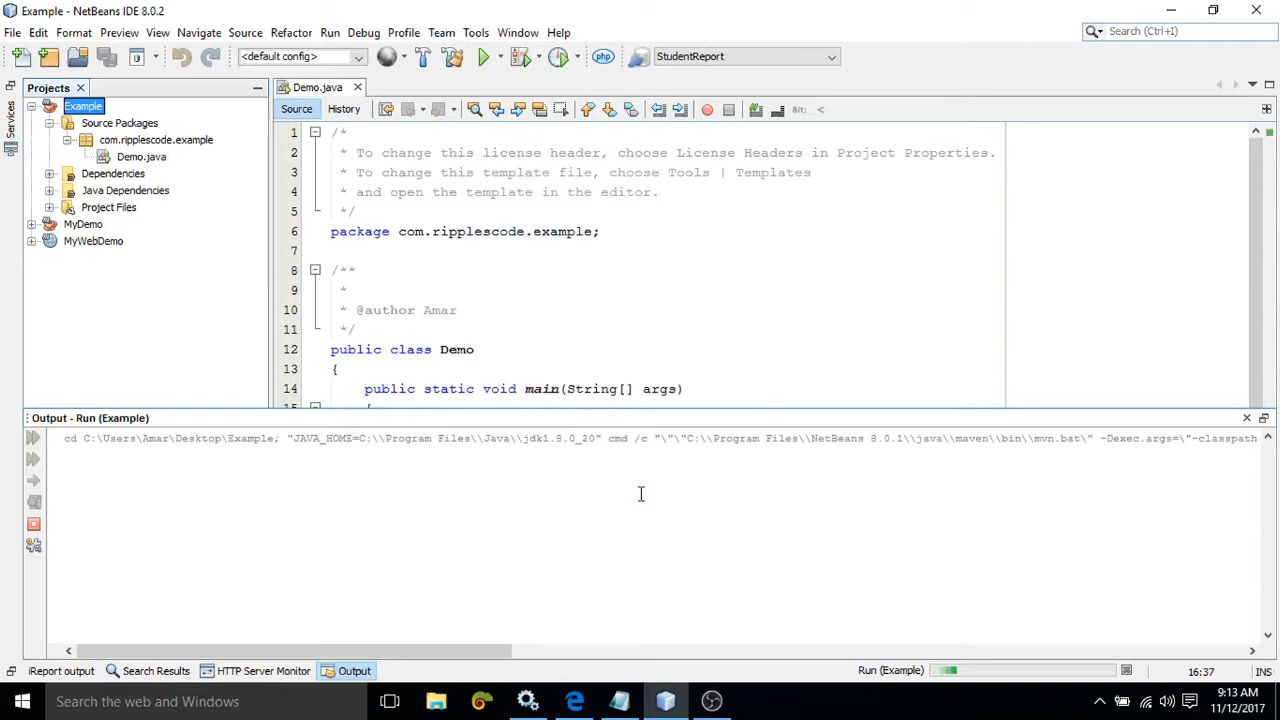 Example - NetBeans IDE 8.0.2
File Edit Format Preview View Navigate Source Refactor Run Debug Profile Team Tools Window Help
Search (Ctrl+I)
<default config>
php
StudentReport
Projects
Demo.java
Services
Example
Source Packages
com.ripplescode.example
Demo.java
Dependencies
Java Dependencies
Project Files
MyDemo
MyWebDemo
Source History
1 /*
2 * To change this license header, choose License Headers in Project Properties.
3 * To change this template file, choose Tools | Templates
4 * and open the template in the editor.
5 */
6 package com.ripplescode.example;
7
8 /**
9 *
10 * @author Amar
11 */
12 public class Demo
13 {
14 public static void main(String[] args)
15 {
Output - Run (Example)
cd C:\Users\Amar\Desktop\Example; "JAVA_HOME=C:\\Program Files\\Java\\jdk1.8.0_20" cmd /c "\"\"C:\\Program Files\\NetBeans 8.0.1\\java\\maven\\bin\\mvn.bat\" -Dexec.args=\"-classpath
iReport output Search Results HTTP Server Monitor Output
Run (Example)
16:37 INS
Search the web and Windows
9:13 AM
11/12/2017